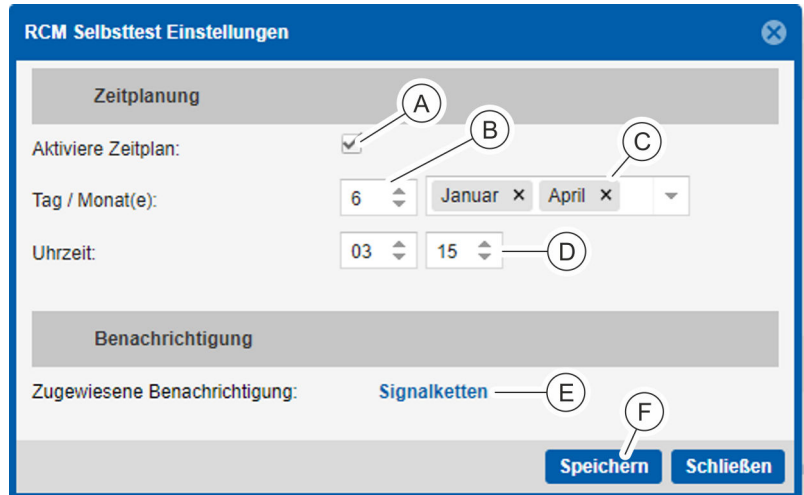 RCM Selbsttest Einstellungen
Zeitplanung
A
Aktiviere Zeitplan:
B
C
Tag / Monat(e): 6 Januar × April ×
Uhrzeit: 03 15 D
Benachrichtigung
Zugewiesene Benachrichtigung: Signalketten E
F
Speichern Schließen